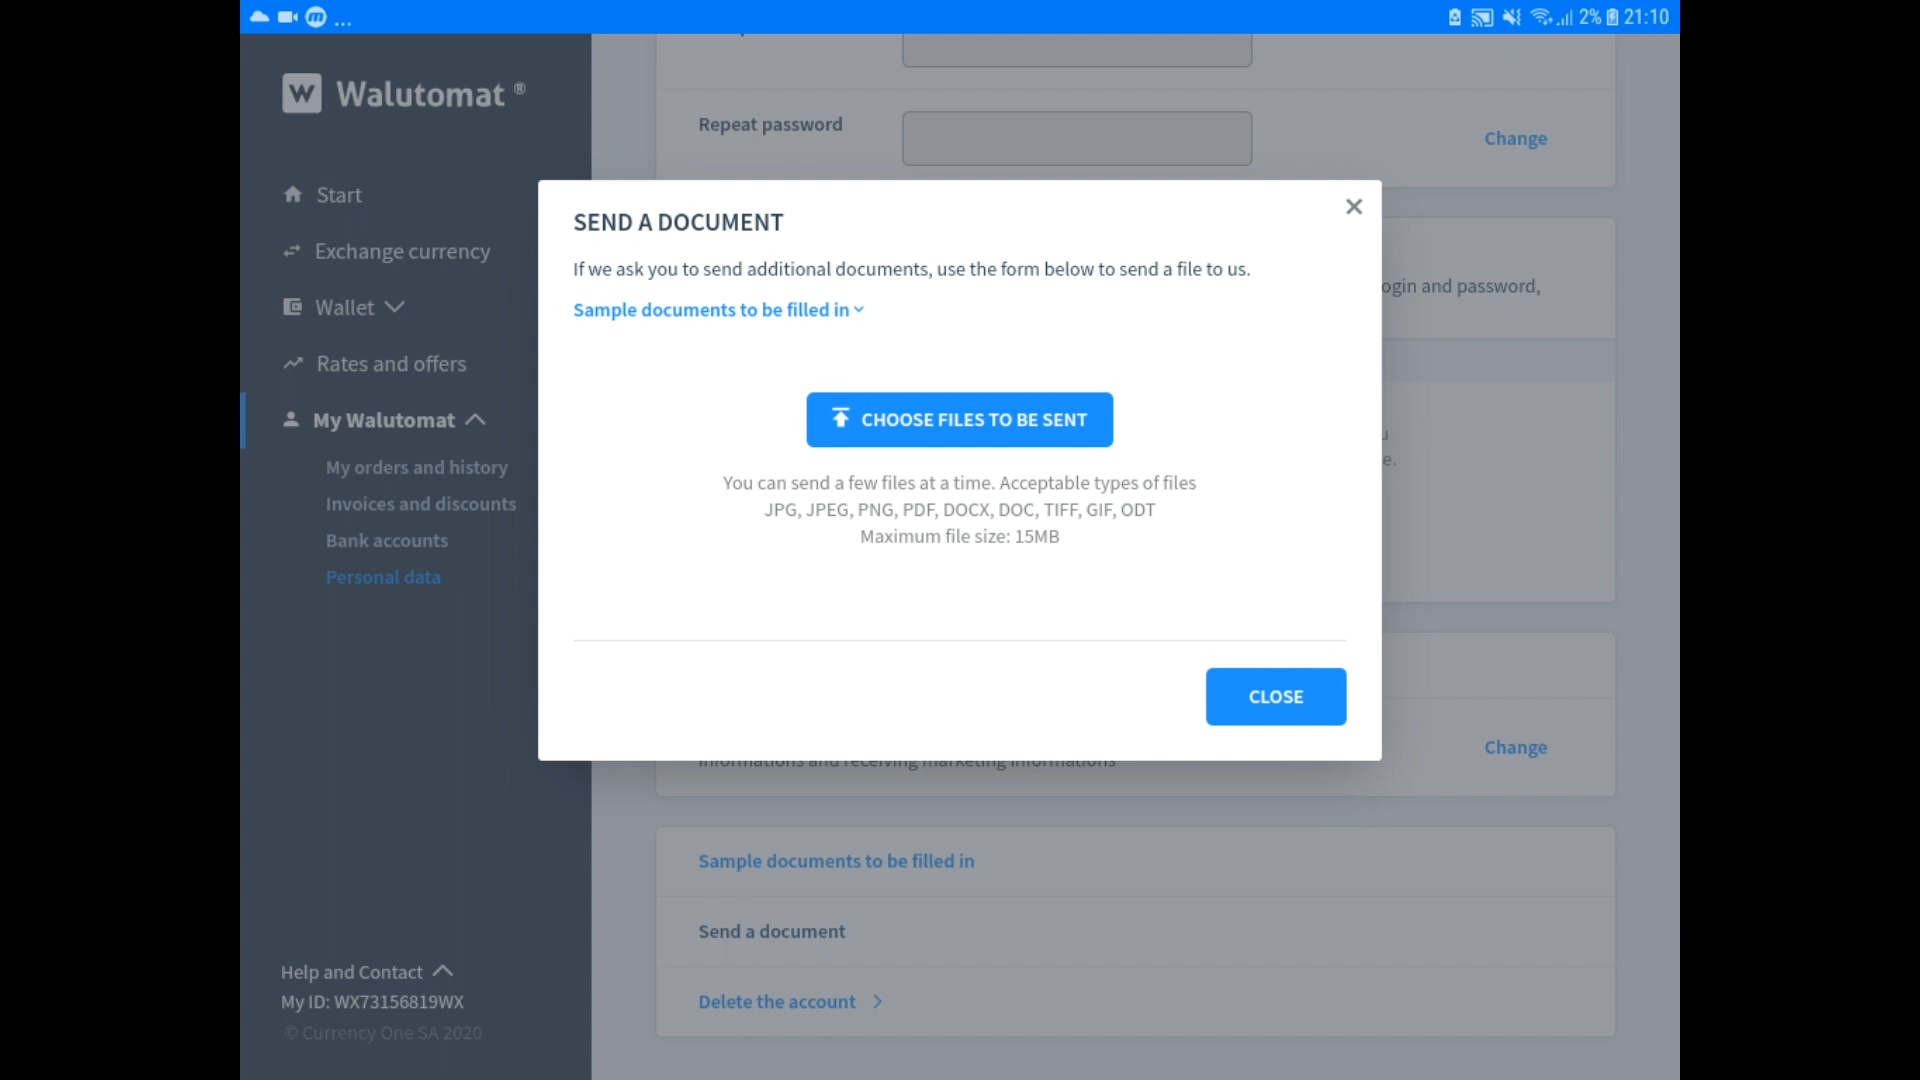 ...
2% 21:10
W Walutomat ®
Start
Exchange currency
Wallet
Rates and offers
My Walutomat
My orders and history
Invoices and discounts
Bank accounts
Personal data
Help and Contact
My ID: WX73156819WX
© Currency One SA 2020
Repeat password
Change
SEND A DOCUMENT
If we ask you to send additional documents, use the form below to send a file to us.
Sample documents to be filled in
CHOOSE FILES TO BE SENT
You can send a few files at a time. Acceptable types of files
JPG, JPEG, PNG, PDF, DOCX, DOC, TIFF, GIF, ODT
Maximum file size: 15MB
CLOSE
and password,
Change
informations and receiving marketing informations
Sample documents to be filled in
Send a document
Delete the account